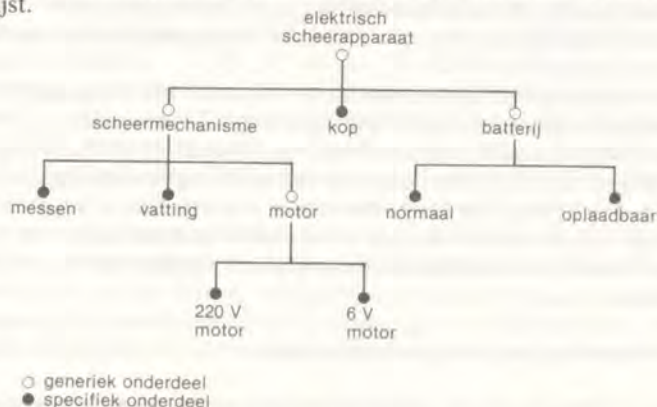 ijst.
elektrisch
scheerapparaat
scheermechanisme
kop
batterij
messen
vatting
motor
normaal
oplaadbaar
220 V
motor
6 V
motor
generiek onderdeel
specifiek onderdeel